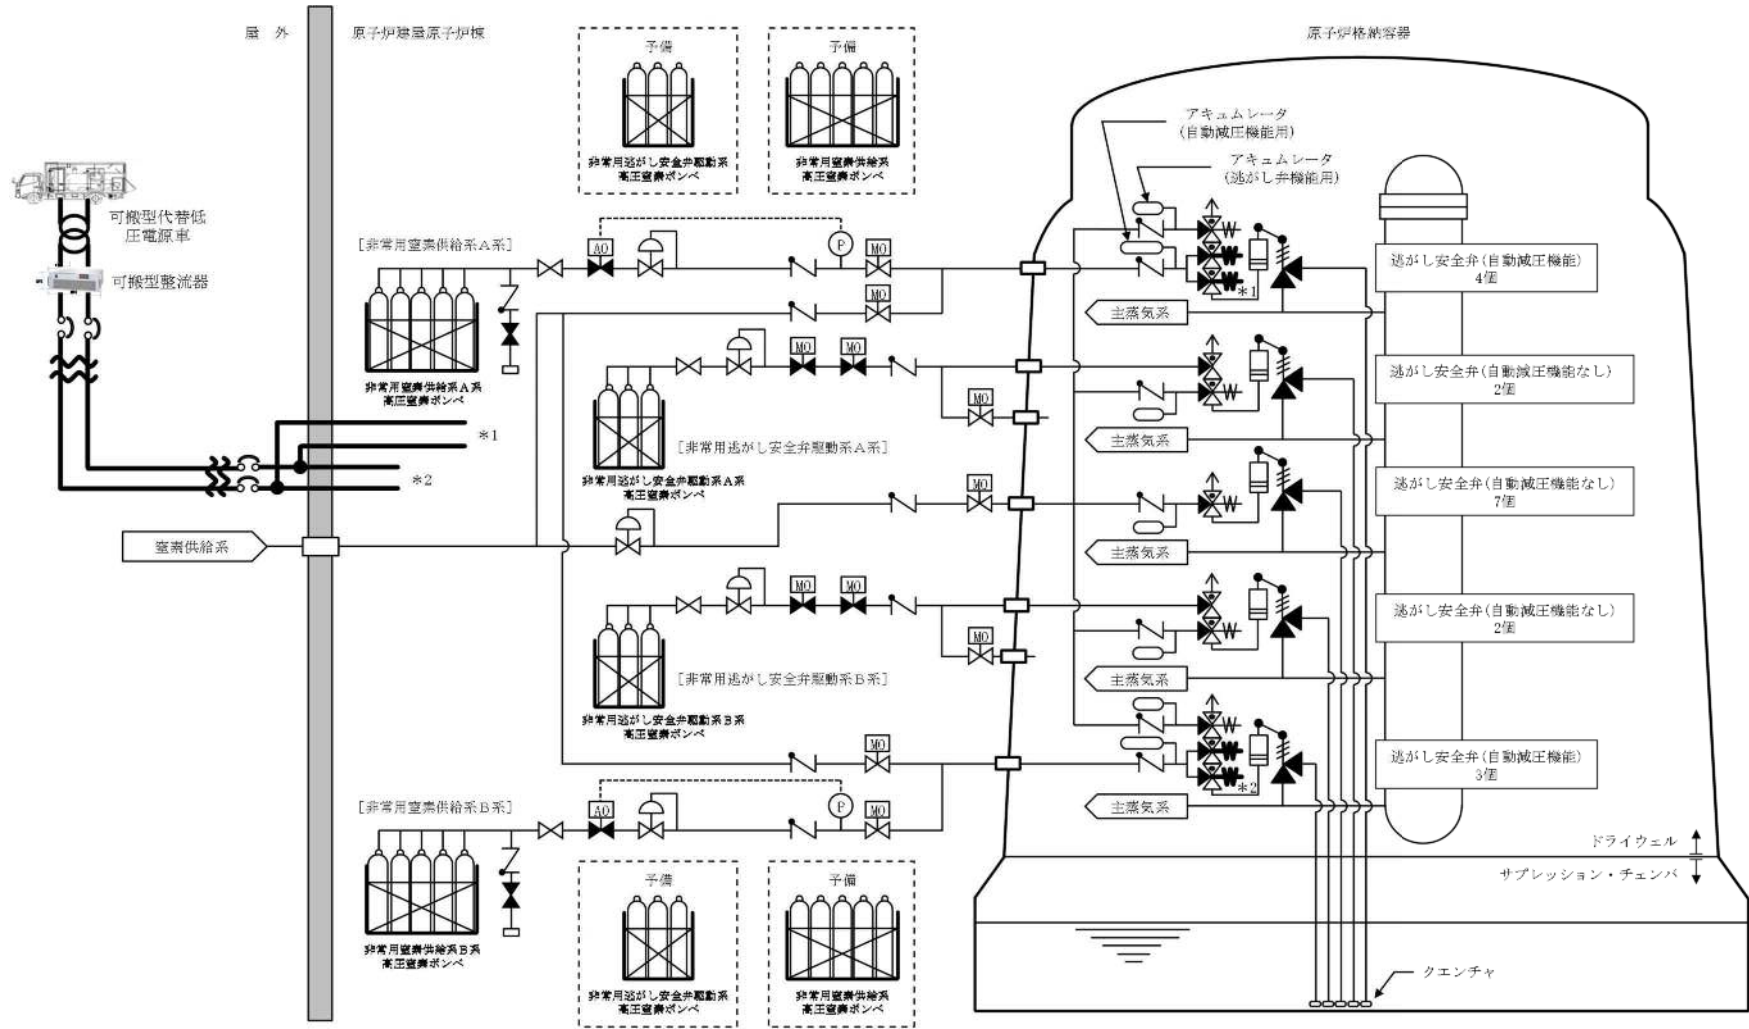 屋　外
原子炉建屋原子炉棟
予備
非常用逃がし安全弁駆動系
高圧窒素ボンベ
予備
非常用窒素供給系
高圧窒素ボンベ
原子炉格納容器
アキュムレータ
(自動減圧機能用)
アキュムレータ
(逃がし弁機能用)
可搬型代替低
圧電源車
可搬型整流器
[非常用窒素供給系A系]
AO
P
MO
MO
非常用窒素供給系A系
高圧窒素ボンベ
*1
逃がし安全弁(自動減圧機能)
4個
主蒸気系
MO
MO
MO
[非常用逃がし安全弁駆動系A系]
非常用逃がし安全弁駆動系A系
高圧窒素ボンベ
逃がし安全弁(自動減圧機能なし)
2個
主蒸気系
*1
*2
MO
逃がし安全弁(自動減圧機能なし)
7個
主蒸気系
窒素供給系
MO
MO
MO
[非常用逃がし安全弁駆動系B系]
非常用逃がし安全弁駆動系B系
高圧窒素ボンベ
逃がし安全弁(自動減圧機能なし)
2個
主蒸気系
MO
*2
逃がし安全弁(自動減圧機能)
3個
主蒸気系
[非常用窒素供給系B系]
AO
P
MO
非常用窒素供給系B系
高圧窒素ボンベ
ドライウェル
サプレッション・チェンバ
予備
非常用逃がし安全弁駆動系
高圧窒素ボンベ
予備
非常用窒素供給系
高圧窒素ボンベ
クエンチャ